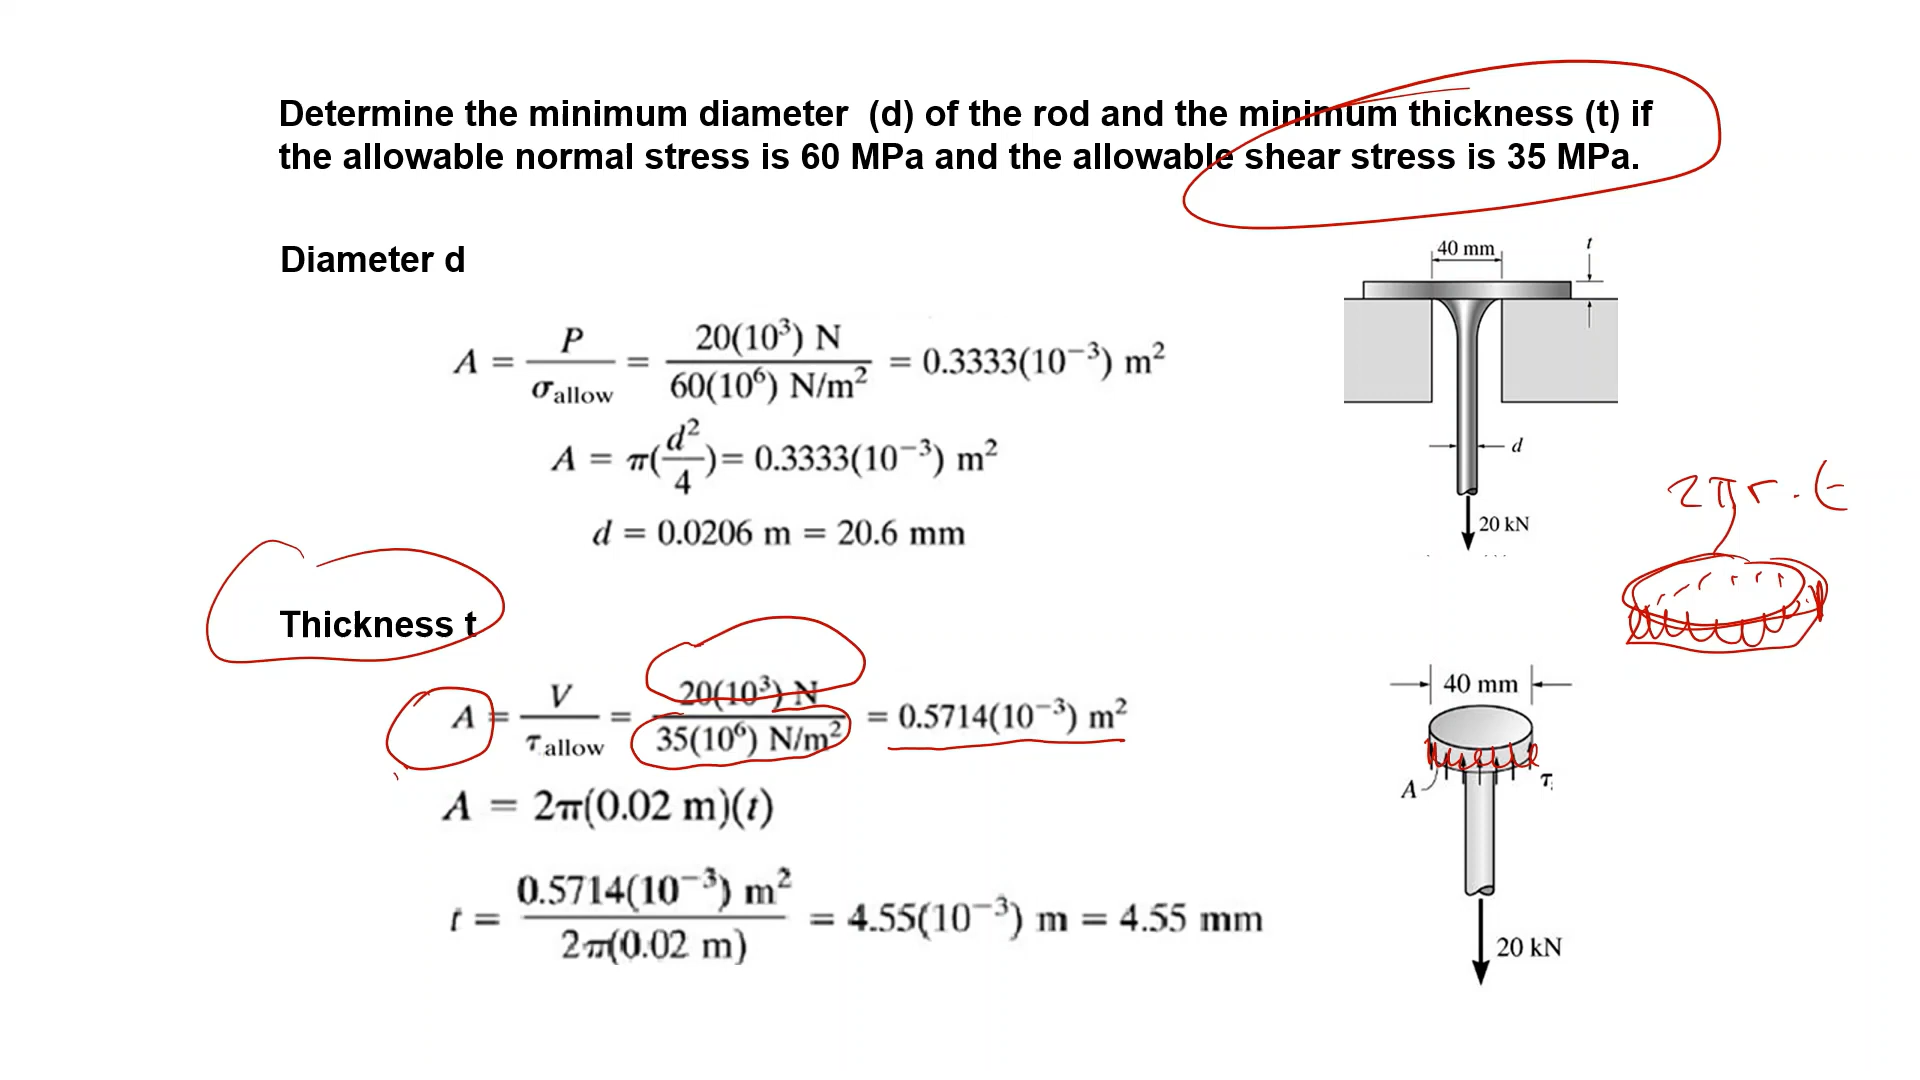 Determine the minimum diameter (d) of the rod and the minimum thickness (t) if
the allowable normal stress is 60 MPa and the allowable shear stress is 35 MPa.
Diameter d
A = P / σallow = 20(10³) N / 60(10⁶) N/m² = 0.3333(10⁻³) m²
A = π(d²/4) = 0.3333(10⁻³) m²
d = 0.0206 m = 20.6 mm
40 mm
t
d
20 kN
2πr . t
Thickness t
A = V / τallow = 20(10³) N / 35(10⁶) N/m² = 0.5714(10⁻³) m²
A = 2π(0.02 m)(t)
t = 0.5714(10⁻³) m² / 2π(0.02 m) = 4.55(10⁻³) m = 4.55 mm
40 mm
A
τ
20 kN